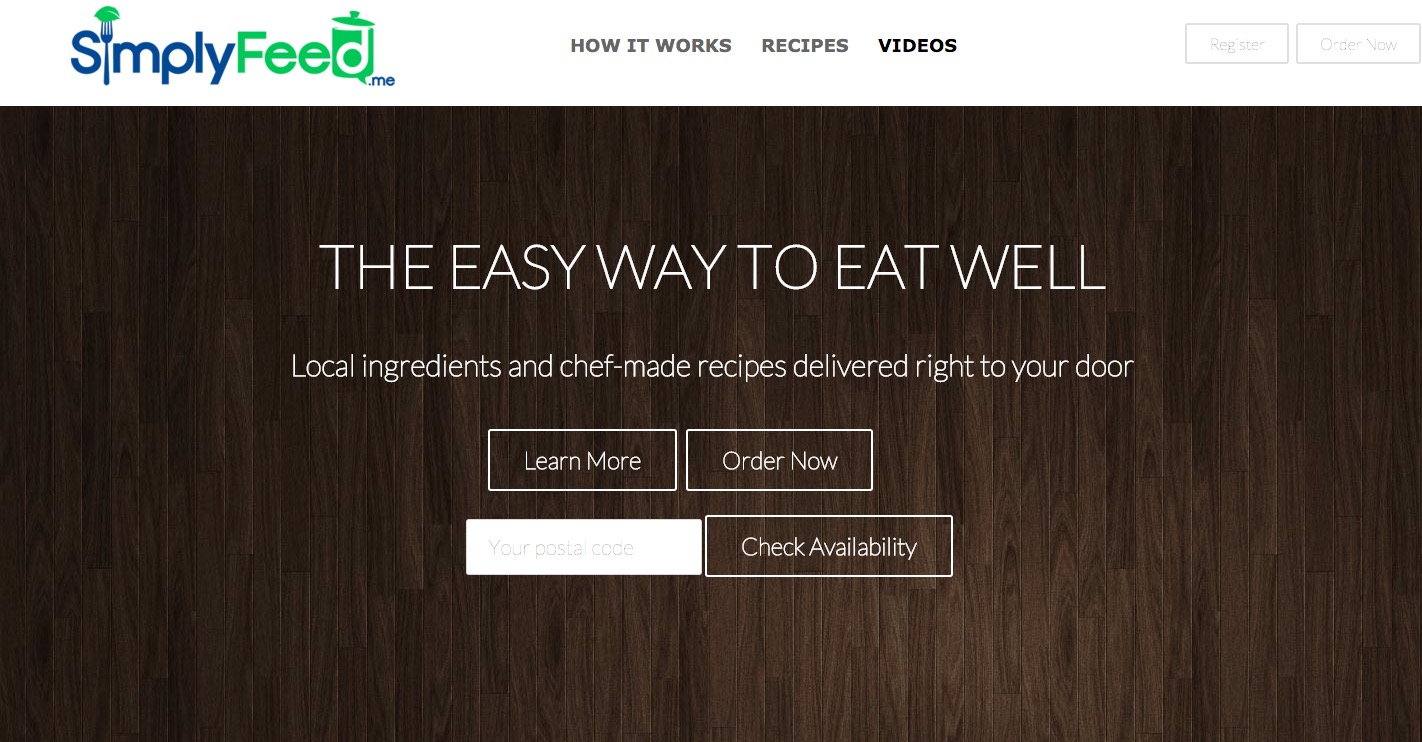 SimplyFeed.me
HOW IT WORKS RECIPES VIDEOS
Register Order Now
THE EASY WAY TO EAT WELL
Local ingredients and chef-made recipes delivered right to your door
Learn More Order Now
Your postal code Check Availability